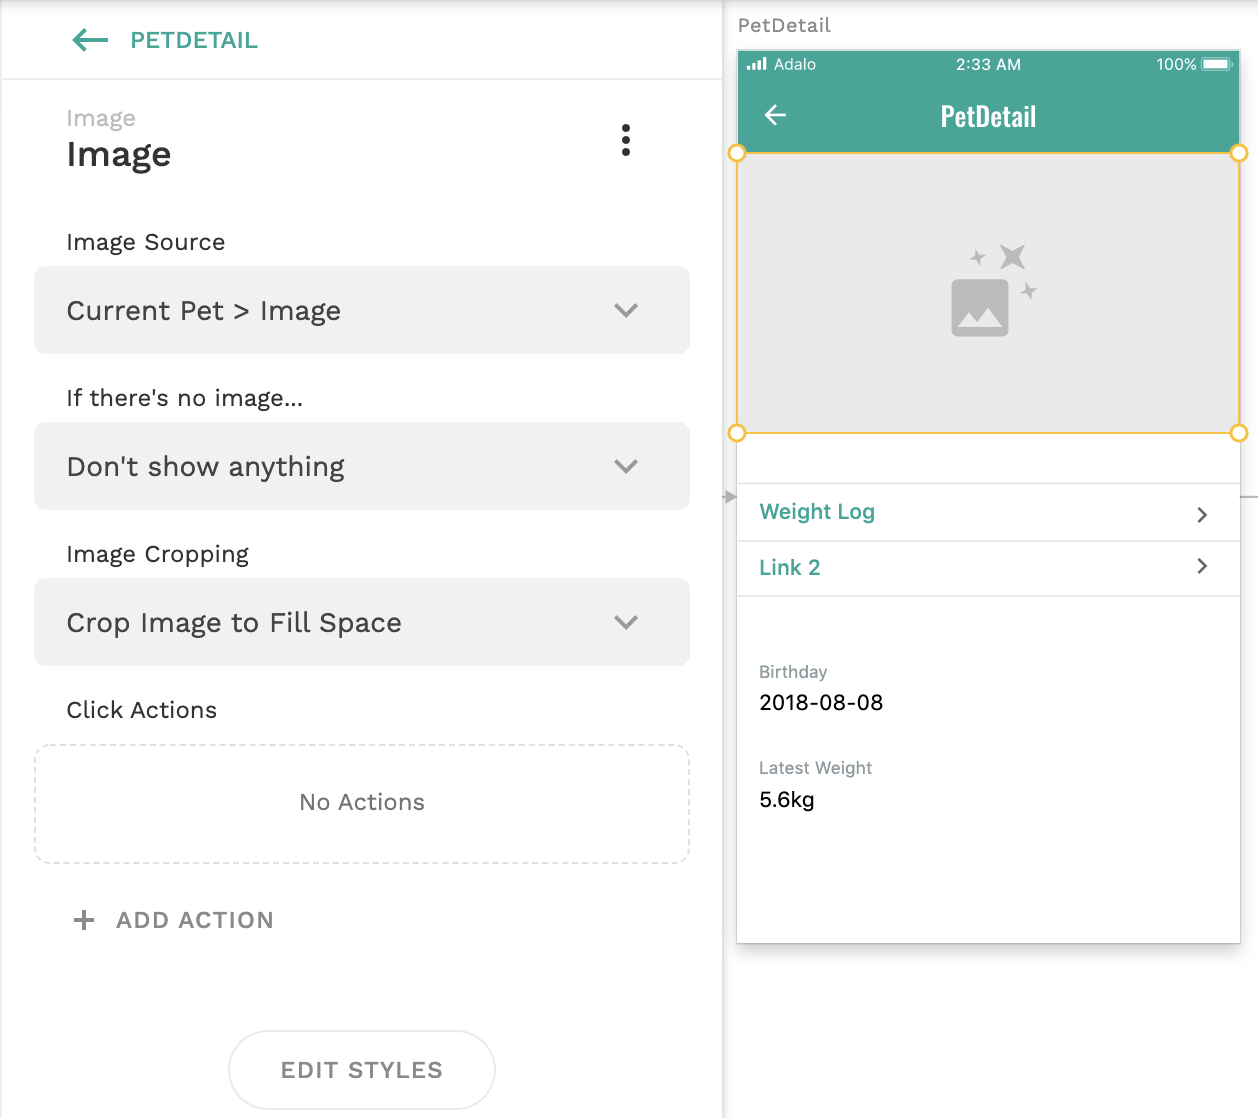 PETDETAIL
Image
Image
Image Source
Current Pet > Image
If there's no image...
Don't show anything
Image Cropping
Crop Image to Fill Space
Click Actions
No Actions
+ ADD ACTION
EDIT STYLES
PetDetail
Adalo 2:33 AM 100%
PetDetail
Weight Log
Link 2
Birthday
2018-08-08
Latest Weight
5.6kg